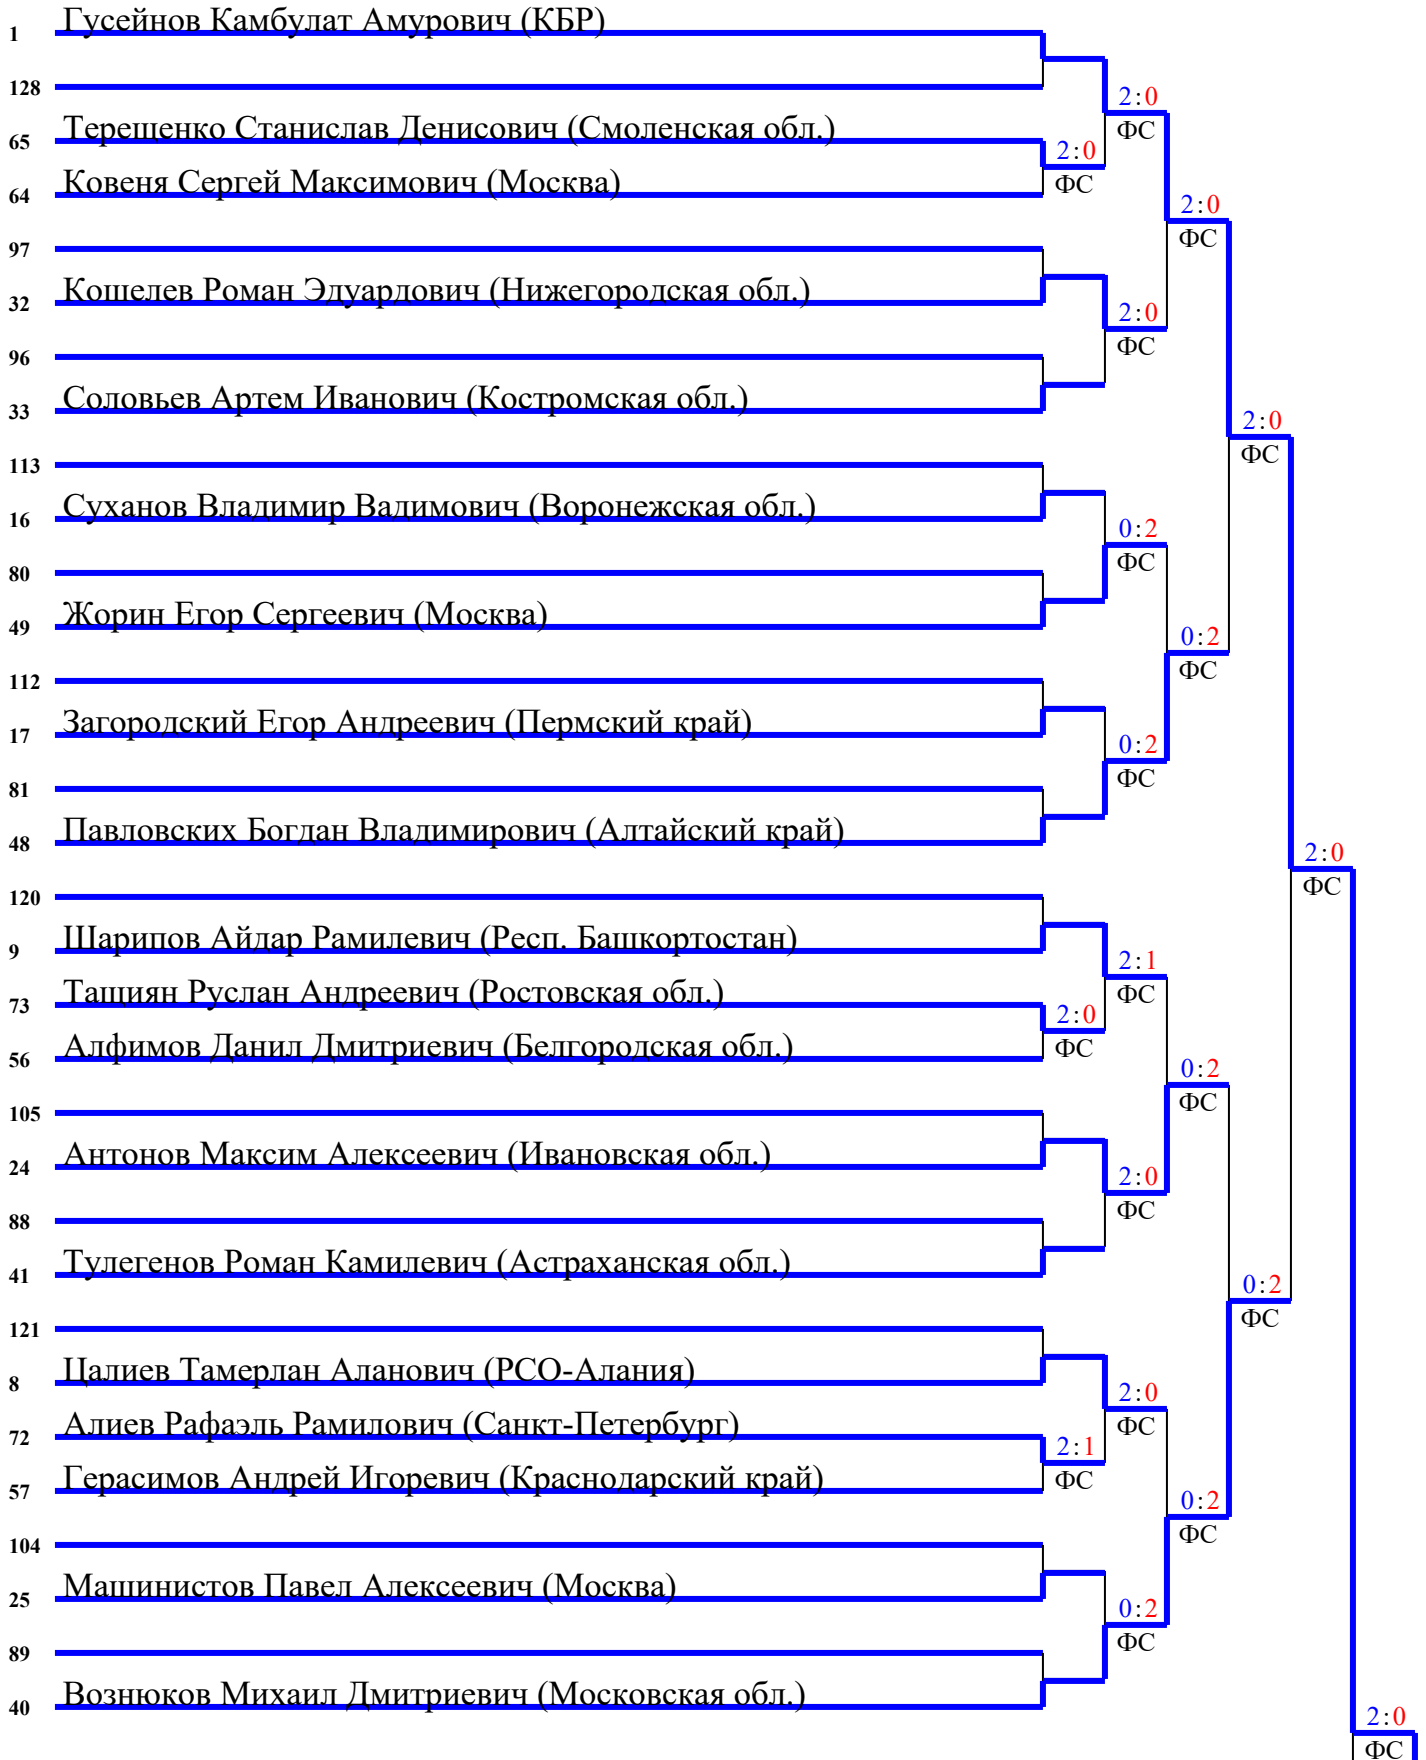 1 Гусейнов Камбулат Амурович (КБР)
128
2:0
ФС
65 Терещенко Станислав Денисович (Смоленская обл.)
2:0
ФС
64 Ковеня Сергей Максимович (Москва)
2:0
ФС
97
32 Кошелев Роман Эдуардович (Нижегородская обл.)
2:0
ФС
96
33 Соловьев Артем Иванович (Костромская обл.)
2:0
ФС
113
16 Суханов Владимир Вадимович (Воронежская обл.)
0:2
ФС
80
49 Жорин Егор Сергеевич (Москва)
0:2
ФС
112
17 Загородский Егор Андреевич (Пермский край)
0:2
ФС
81
48 Павловских Богдан Владимирович (Алтайский край)
2:0
ФС
120
9 Шарипов Айдар Рамилевич (Респ. Башкортостан)
2:1
ФС
73 Тащиян Руслан Андреевич (Ростовская обл.)
2:0
ФС
56 Алфимов Данил Дмитриевич (Белгородская обл.)
0:2
ФС
105
24 Антонов Максим Алексеевич (Ивановская обл.)
2:0
ФС
88
41 Тулегенов Роман Камилевич (Астраханская обл.)
0:2
ФС
121
8 Цалиев Тамерлан Аланович (РСО-Алания)
2:0
ФС
72 Алиев Рафаэль Рамилович (Санкт-Петербург)
2:1
ФС
57 Герасимов Андрей Игоревич (Краснодарский край)
0:2
ФС
104
25 Машинистов Павел Алексеевич (Москва)
0:2
ФС
89
40 Вознюков Михаил Дмитриевич (Московская обл.)
2:0
ФС